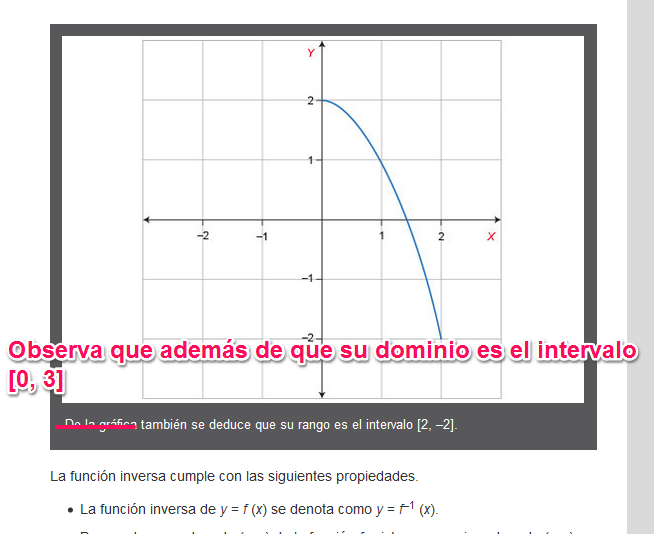 Y
2
1
-2 -1 1 2 X
-1
-2
Observa que además de que su dominio es el intervalo
[0, 3]
De la gráfica también se deduce que su rango es el intervalo [2, –2].
La función inversa cumple con las siguientes propiedades.
• La función inversa de y = f (x) se denota como y = f⁻¹ (x).